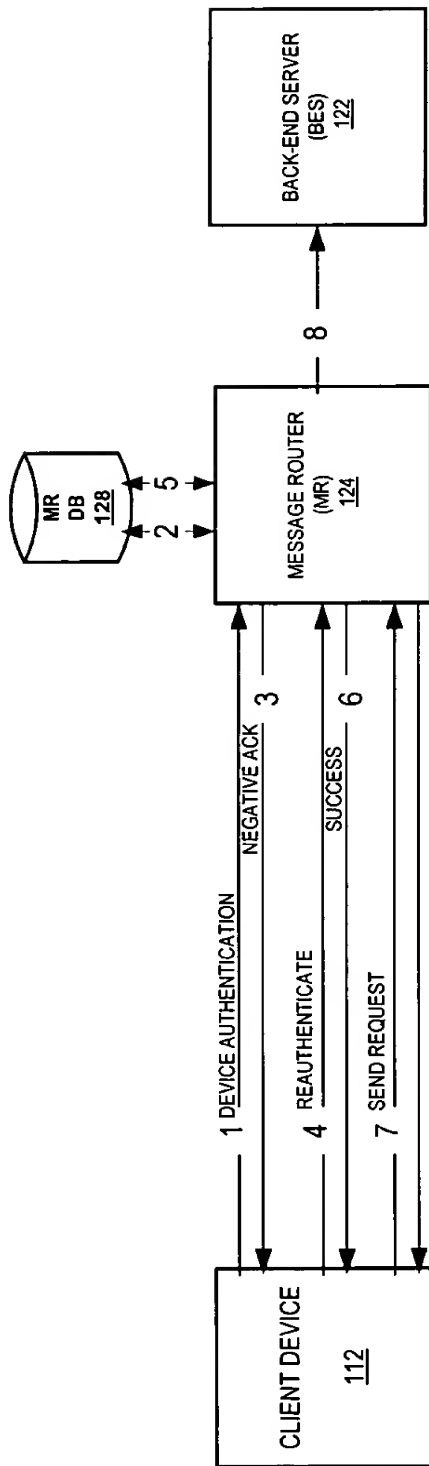 CLIENT DEVICE
112
1 DEVICE AUTHENTICATION
NEGATIVE ACK
3
4 REAUTHENTICATE
SUCCESS
6
7 SEND REQUEST
MR
DB
128
2
5
MESSAGE ROUTER
(MR)
124
8
BACK-END SERVER
(BES)
122